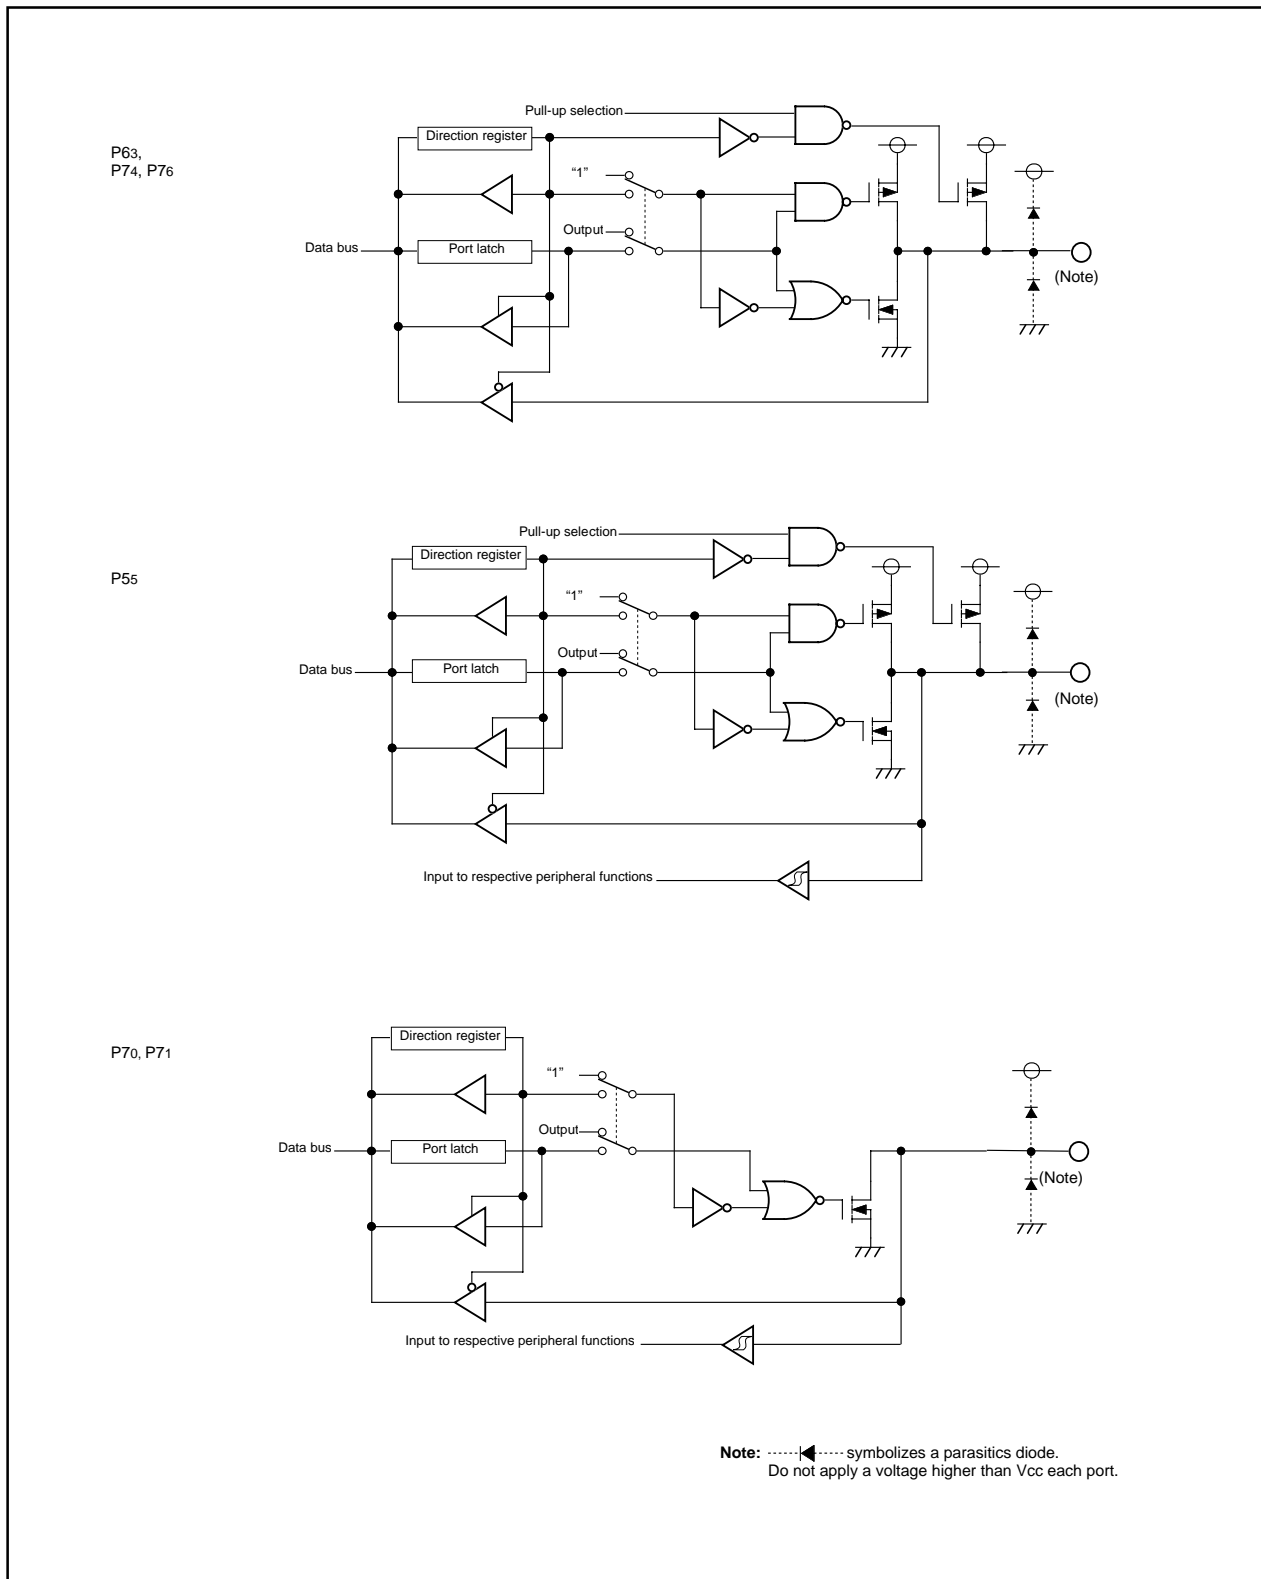 Pull-up selection
Direction register
P63,
P74, P76
“1”
Output
Data bus
Port latch
(Note)
Pull-up selection
Direction register
P55
“1”
Output
Data bus
Port latch
(Note)
Input to respective peripheral functions
Direction register
P70, P71
“1”
Output
Data bus
Port latch
(Note)
Input to respective peripheral functions
Note: symbolizes a parasitics diode.
Do not apply a voltage higher than Vcc each port.